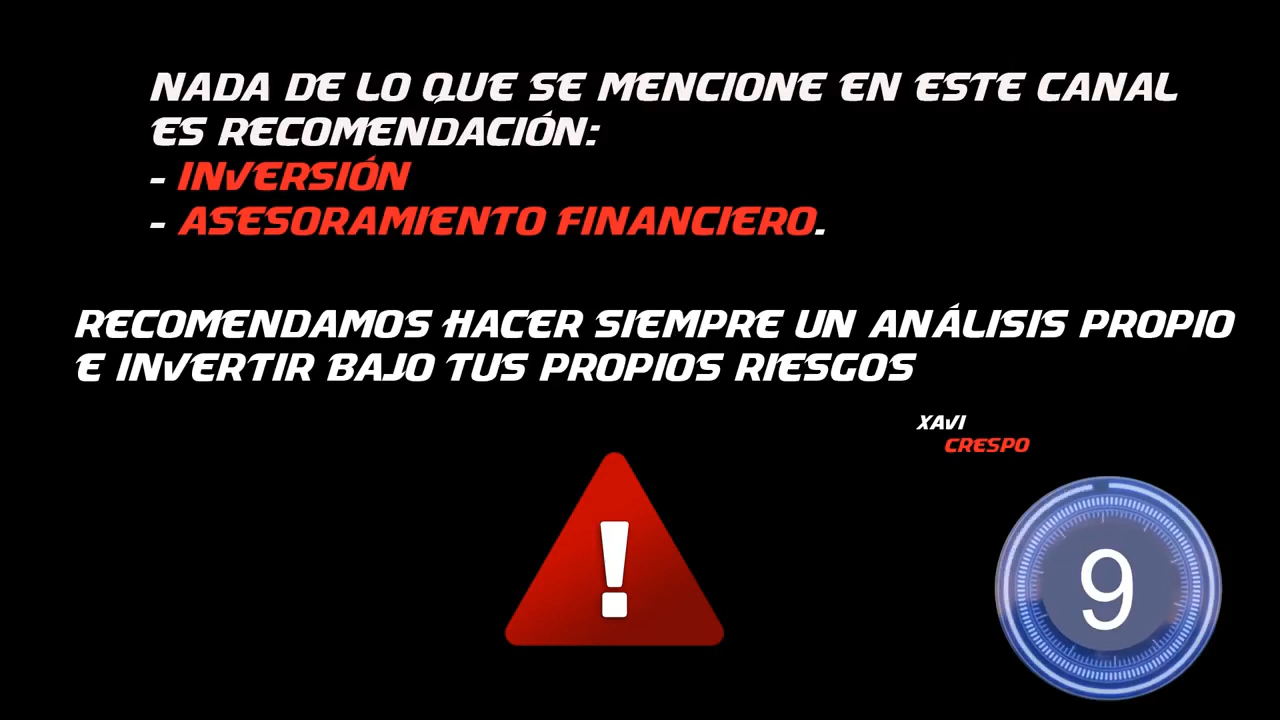 NADA DE LO QUE SE MENCIONE EN ESTE CANAL
ES RECOMENDACIÓN:
- INVERSIÓN
- ASESORAMIENTO FINANCIERO.
RECOMENDAMOS HACER SIEMPRE UN ANÁLISIS PROPIO
E INVERTIR BAJO TUS PROPIOS RIESGOS
XAVI
CRESPO
!
9